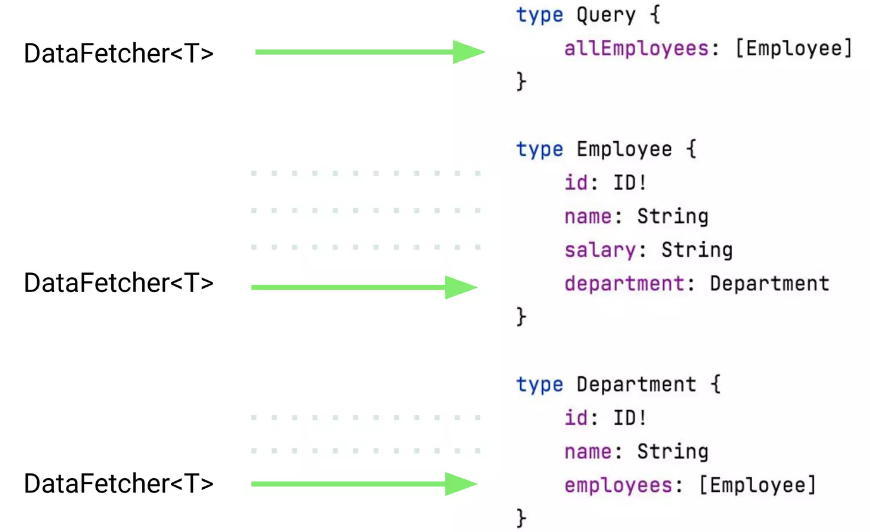 type Query {
DataFetcher<T> allEmployees: [Employee]
}
type Employee {
id: ID!
name: String
salary: String
DataFetcher<T> department: Department
}
type Department {
id: ID!
name: String
DataFetcher<T> employees: [Employee]
}